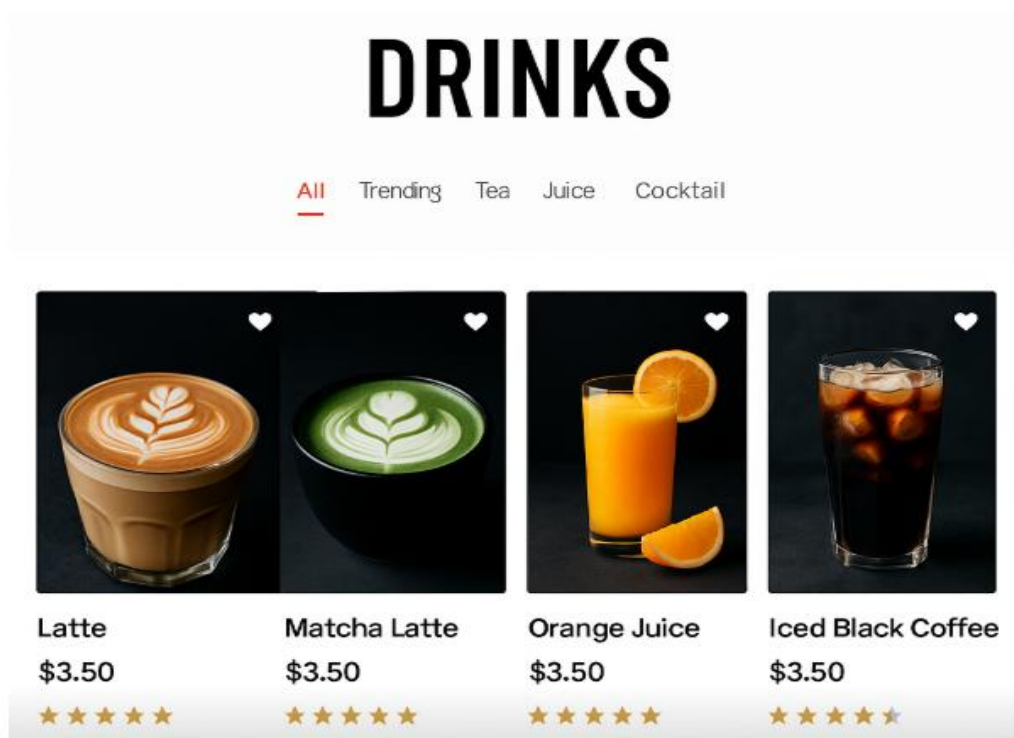 DRINKS
All Trending Tea Juice Cocktail
Latte Matcha Latte Orange Juice Iced Black Coffee
$3.50 $3.50 $3.50 $3.50